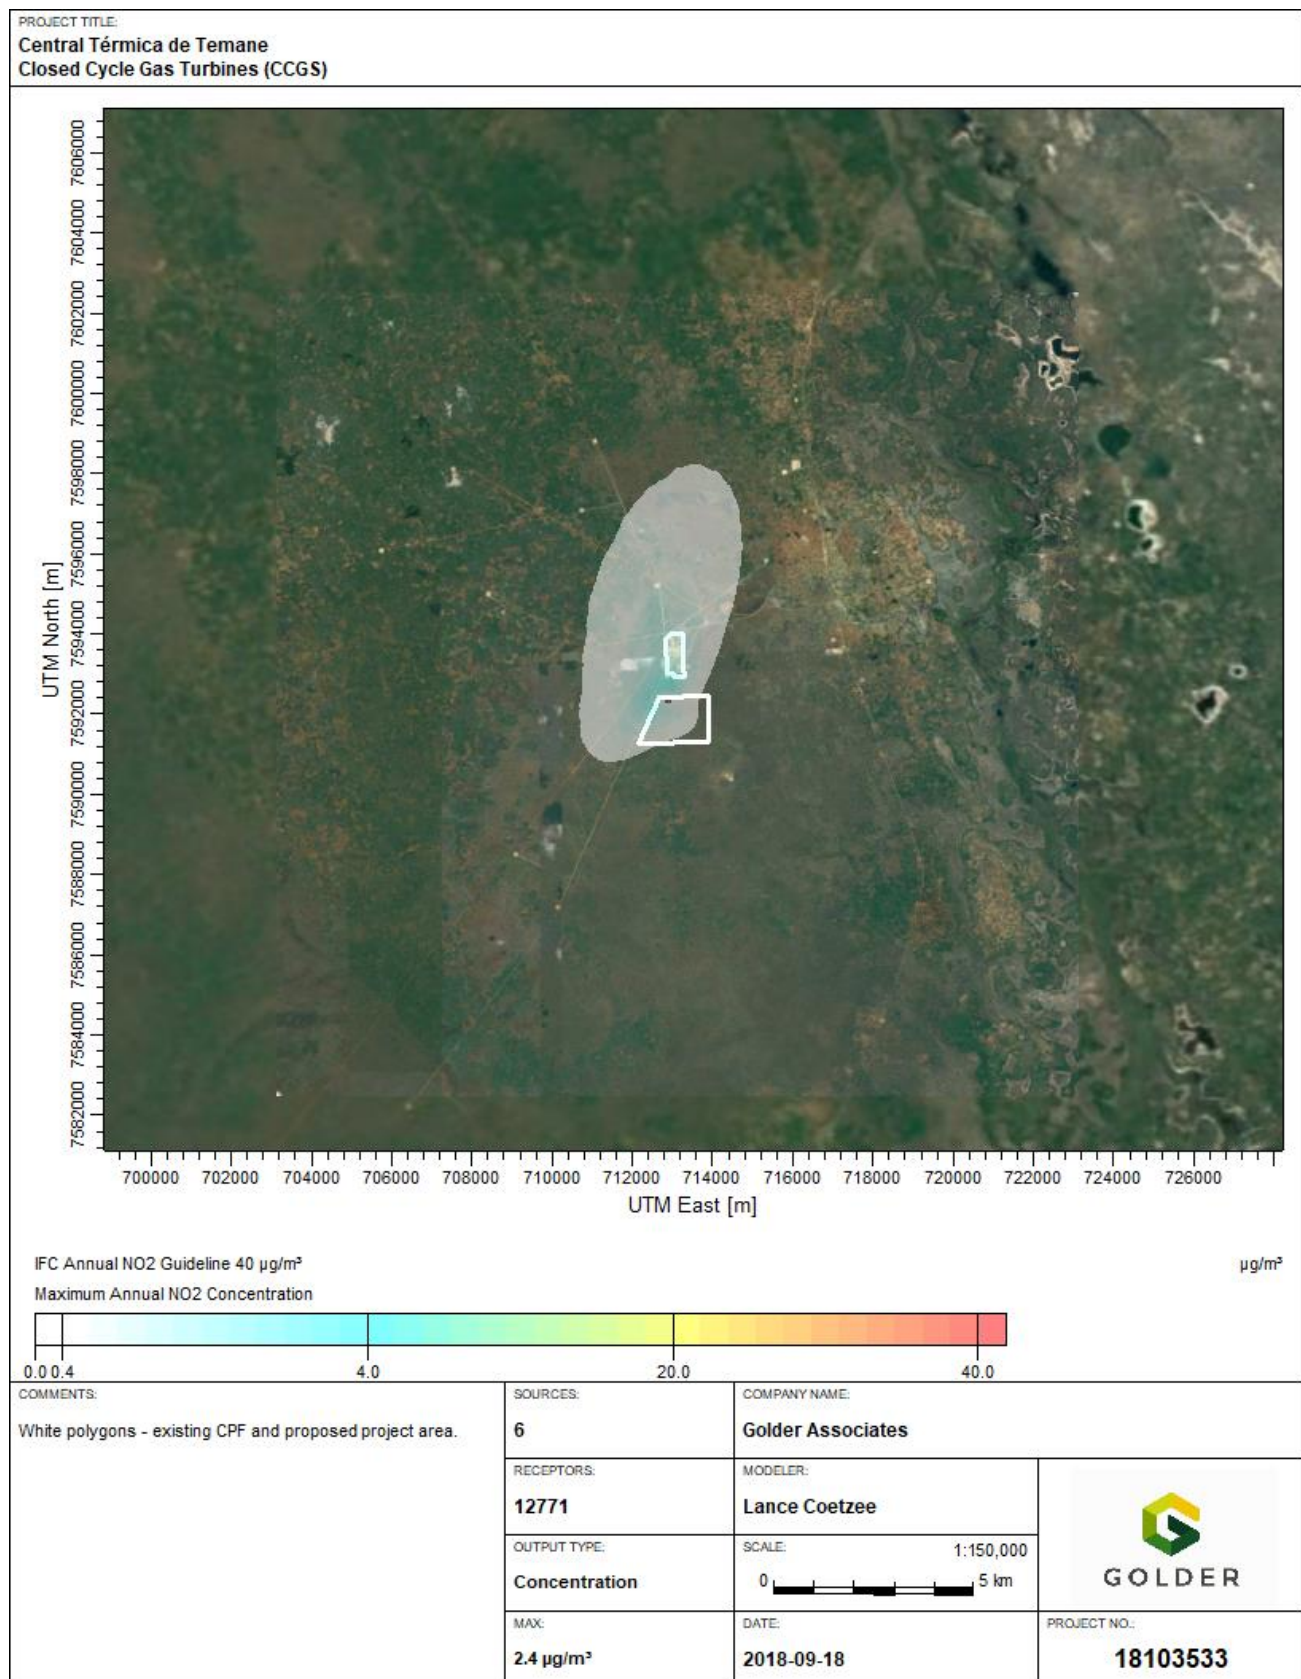 PROJECT TITLE:
Central Térmica de Temane
Closed Cycle Gas Turbines (CCGS)
UTM North [m]
7606000
7604000
7602000
7600000
7598000
7596000
7594000
7592000
7590000
7588000
7586000
7584000
7582000
700000 702000 704000 706000 708000 710000 712000 714000 716000 718000 720000 722000 724000 726000
UTM East [m]
IFC Annual NO2 Guideline 40 µg/m³ µg/m³
Maximum Annual NO2 Concentration
0.0 0.4 4.0 20.0 40.0
COMMENTS:
White polygons - existing CPF and proposed project area.
SOURCES:
6
COMPANY NAME:
Golder Associates
RECEPTORS:
12771
MODELER:
Lance Coetzee
OUTPUT TYPE:
Concentration
SCALE: 1:150,000
0 5 km
GOLDER
MAX:
2.4 µg/m³
DATE:
2018-09-18
PROJECT NO.:
18103533